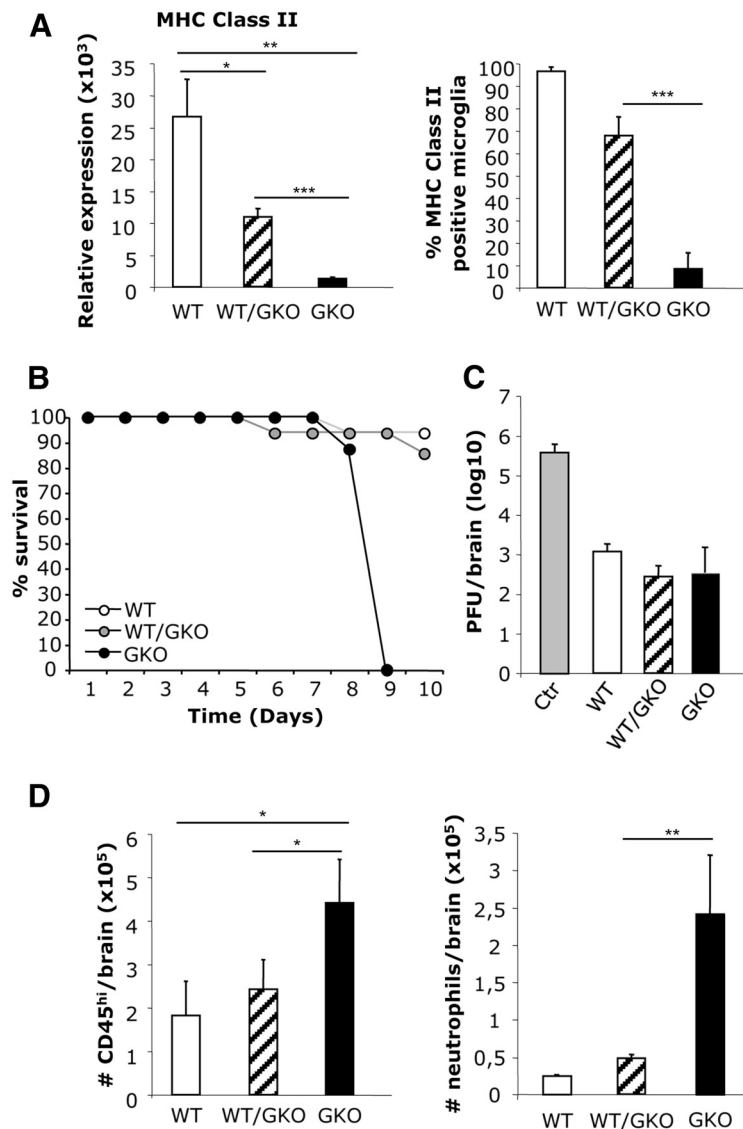 A
MHC Class II
Relative expression (x10³)
35
30
25
20
15
10
5
0
**
*
***
WT WT/GKO GKO
% MHC Class II
positive microglia
100
90
80
70
60
50
40
30
20
10
0
***
WT WT/GKO GKO
B
% survival
100
90
80
70
60
50
40
30
20
10
0
WT
WT/GKO
GKO
1 2 3 4 5 6 7 8 9 10
Time (Days)
C
PFU/brain (log10)
7
6
5
4
3
2
1
0
Ctr WT WT/GKO GKO
D
# CD45ʰⁱ/brain (x10⁵)
6
5
4
3
2
1
*
*
WT WT/GKO GKO
# neutrophils/brain (x10⁵)
3,5
3
2,5
2
1,5
1
0,5
0
**
WT WT/GKO GKO